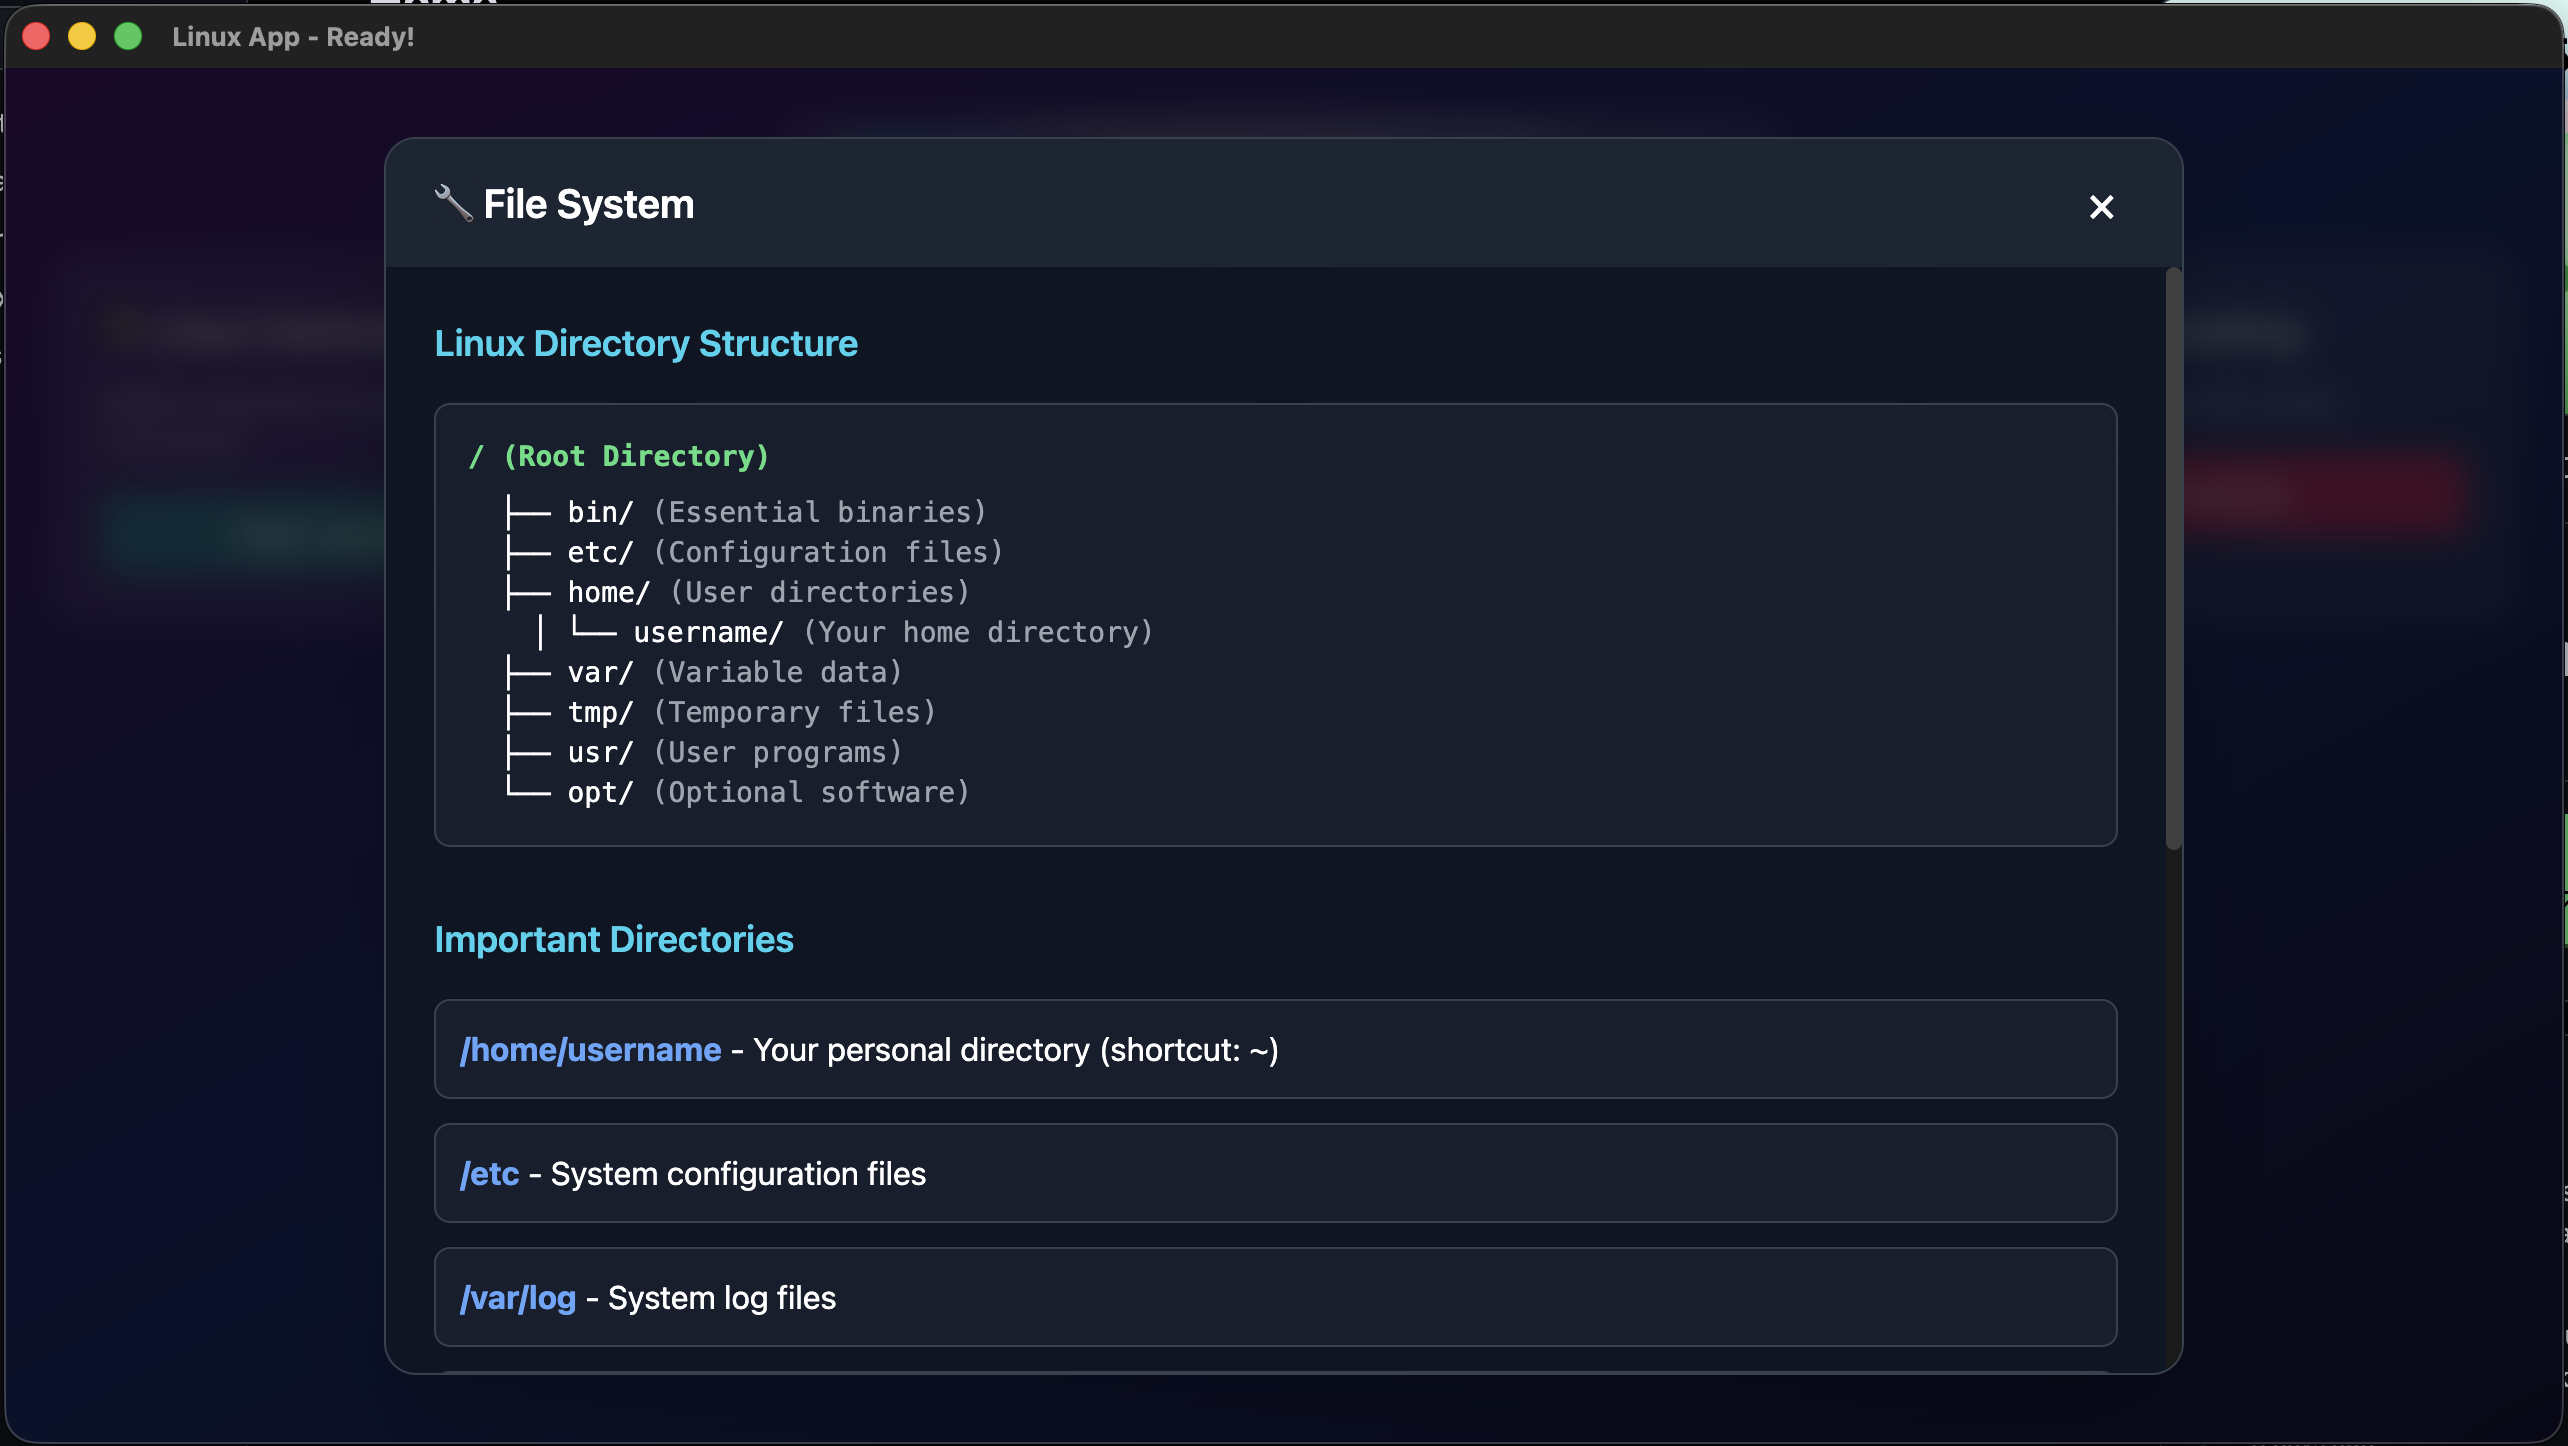 Linux App - Ready!
🔧 File System
×
Linux Directory Structure
/ (Root Directory)
├── bin/ (Essential binaries)
├── etc/ (Configuration files)
├── home/ (User directories)
│ └── username/ (Your home directory)
├── var/ (Variable data)
├── tmp/ (Temporary files)
├── usr/ (User programs)
└── opt/ (Optional software)
Important Directories
/home/username - Your personal directory (shortcut: ~)
/etc - System configuration files
/var/log - System log files